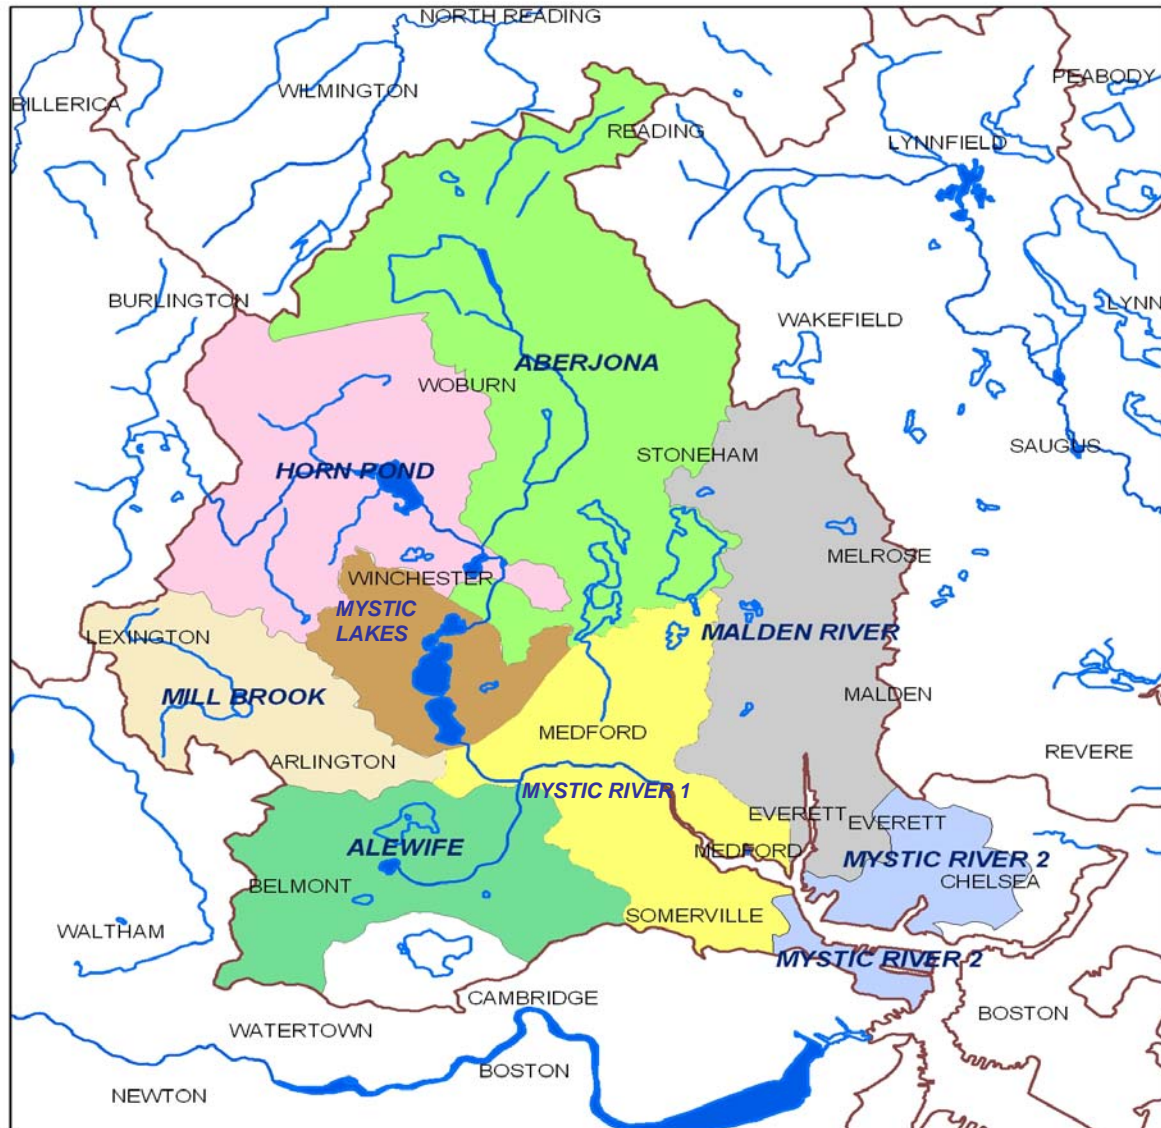 NORTH READING
PEABODY
WILMINGTON
BILLERICA
READING
LYNNFIELD
BURLINGTON
LYNN
WAKEFIELD
ABERJONA
WOBURN
SAUGUS
STONEHAM
HORN POND
MELROSE
WINCHESTER
MYSTIC
LAKES
LEXINGTON
MALDEN RIVER
MILL BROOK
MALDEN
MEDFORD
REVERE
ARLINGTON
MYSTIC RIVER 1
EVERETT
EVERETT
ALEWIFE
MEDFORD
MYSTIC RIVER 2
CHELSEA
BELMONT
SOMERVILLE
WALTHAM
MYSTIC RIVER 2
CAMBRIDGE
BOSTON
WATERTOWN
BOSTON
NEWTON